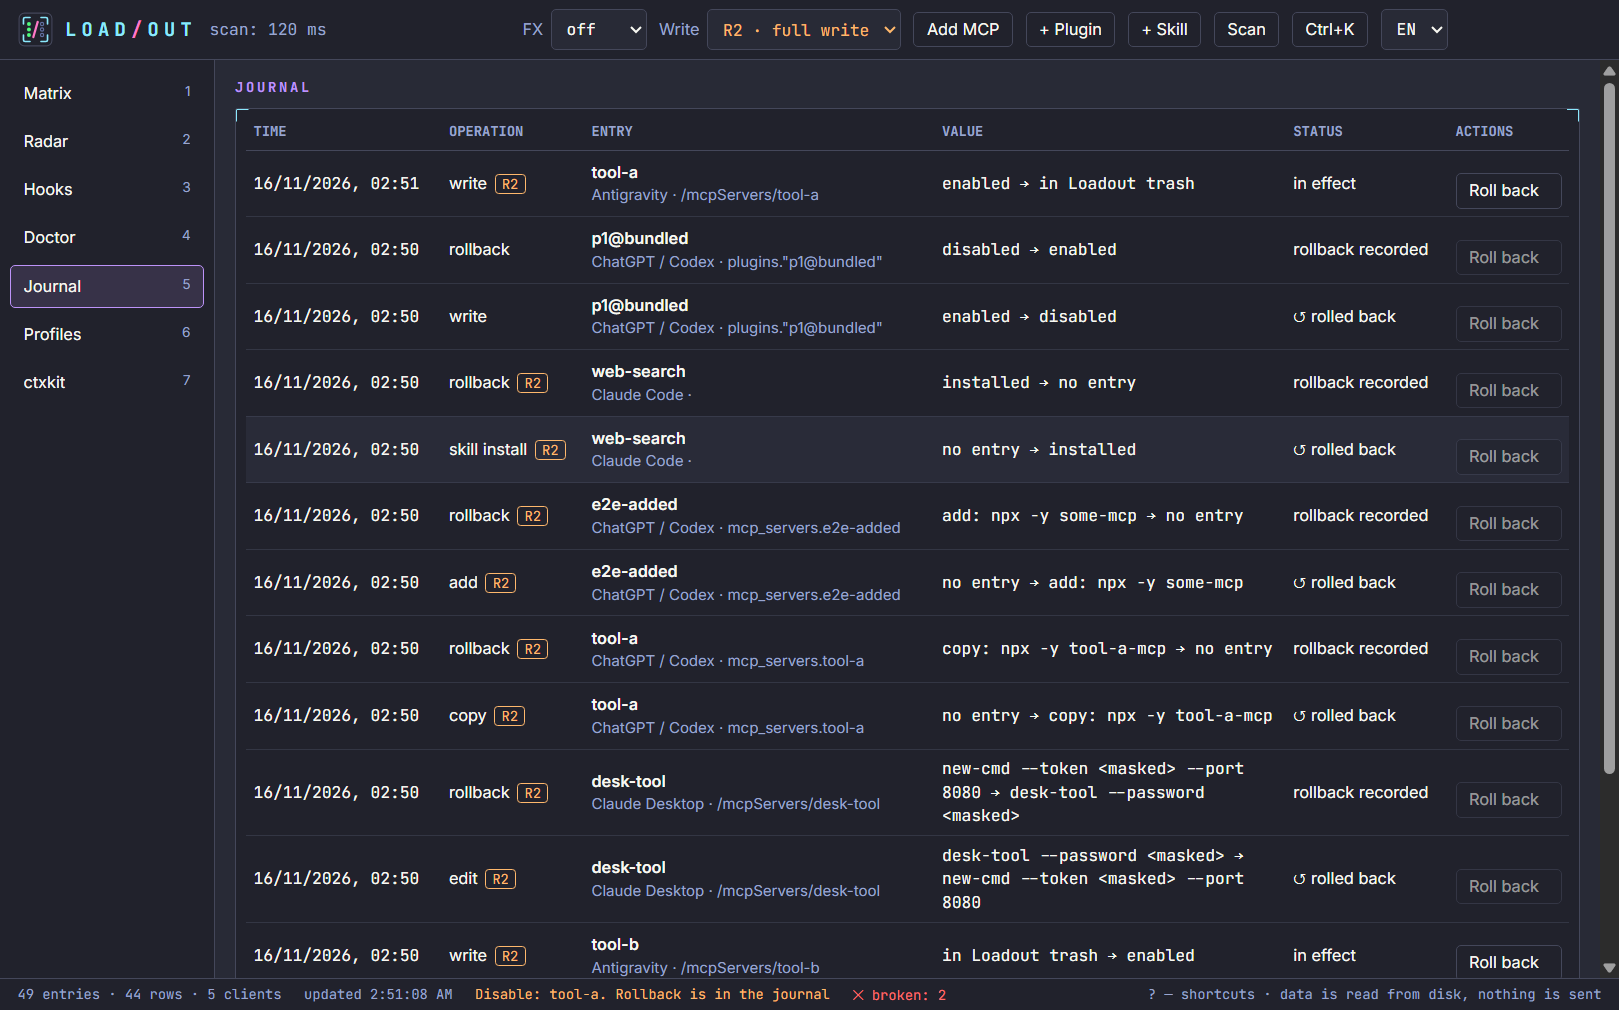 LOAD/OUT scan: 120 ms FX off Write R2 · full write Add MCP + Plugin + Skill Scan Ctrl+K EN
Matrix 1
Radar 2
Hooks 3
Doctor 4
Journal 5
Profiles 6
ctxkit 7
JOURNAL
TIME OPERATION ENTRY VALUE STATUS ACTIONS
16/11/2026, 02:51 write R2 tool-a enabled → in Loadout trash in effect Roll back
Antigravity · /mcpServers/tool-a
16/11/2026, 02:50 rollback p1@bundled disabled → enabled rollback recorded Roll back
ChatGPT / Codex · plugins."p1@bundled"
16/11/2026, 02:50 write p1@bundled enabled → disabled ↺ rolled back Roll back
ChatGPT / Codex · plugins."p1@bundled"
16/11/2026, 02:50 rollback R2 web-search installed → no entry rollback recorded Roll back
Claude Code ·
16/11/2026, 02:50 skill install R2 web-search no entry → installed ↺ rolled back Roll back
Claude Code ·
16/11/2026, 02:50 rollback R2 e2e-added add: npx -y some-mcp → no entry rollback recorded Roll back
ChatGPT / Codex · mcp_servers.e2e-added
16/11/2026, 02:50 add R2 e2e-added no entry → add: npx -y some-mcp ↺ rolled back Roll back
ChatGPT / Codex · mcp_servers.e2e-added
16/11/2026, 02:50 rollback R2 tool-a copy: npx -y tool-a-mcp → no entry rollback recorded Roll back
ChatGPT / Codex · mcp_servers.tool-a
16/11/2026, 02:50 copy R2 tool-a no entry → copy: npx -y tool-a-mcp ↺ rolled back Roll back
ChatGPT / Codex · mcp_servers.tool-a
16/11/2026, 02:50 rollback R2 desk-tool new-cmd --token <masked> --port
Claude Desktop · /mcpServers/desk-tool 8080 → desk-tool --password
<masked> rollback recorded Roll back
16/11/2026, 02:50 edit R2 desk-tool desk-tool --password <masked> →
Claude Desktop · /mcpServers/desk-tool new-cmd --token <masked> --port
8080 ↺ rolled back Roll back
16/11/2026, 02:50 write R2 tool-b in Loadout trash → enabled in effect Roll back
Antigravity · /mcpServers/tool-b
49 entries · 44 rows · 5 clients updated 2:51:08 AM Disable: tool-a. Rollback is in the journal ✕ broken: 2 ? — shortcuts · data is read from disk, nothing is sent